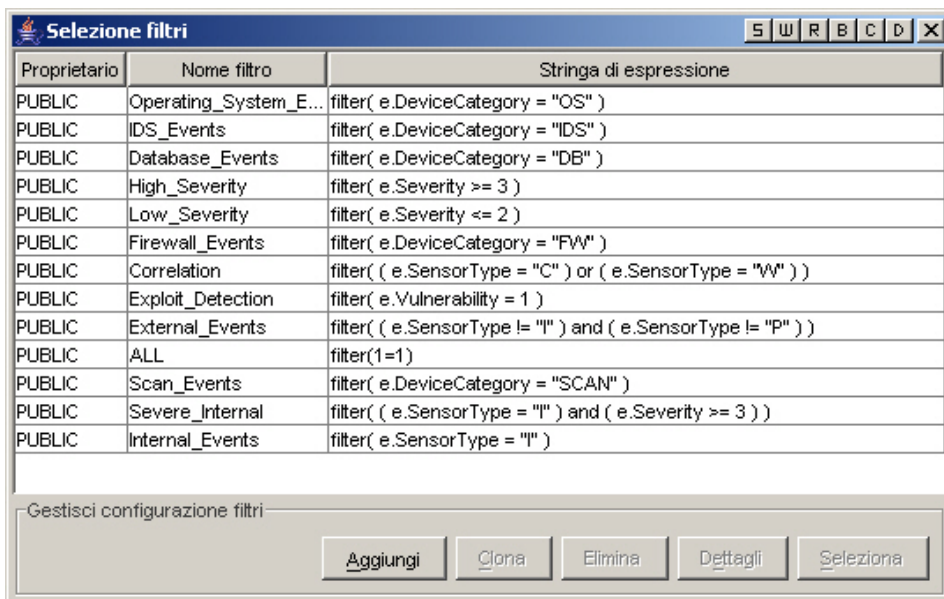 Selezione filtri S W R B C D
Proprietario Nome filtro Stringa di espressione
PUBLIC Operating_System_E... filter( e.DeviceCategory = "OS" )
PUBLIC IDS_Events filter( e.DeviceCategory = "IDS" )
PUBLIC Database_Events filter( e.DeviceCategory = "DB" )
PUBLIC High_Severity filter( e.Severity >= 3 )
PUBLIC Low_Severity filter( e.Severity <= 2 )
PUBLIC Firewall_Events filter( e.DeviceCategory = "FW" )
PUBLIC Correlation filter( ( e.SensorType = "C" ) or ( e.SensorType = "W" ) )
PUBLIC Exploit_Detection filter( e.Vulnerability = 1 )
PUBLIC External_Events filter( ( e.SensorType != "I" ) and ( e.SensorType != "P" ) )
PUBLIC ALL filter(1=1)
PUBLIC Scan_Events filter( e.DeviceCategory = "SCAN" )
PUBLIC Severe_Internal filter( ( e.SensorType = "I" ) and ( e.Severity >= 3 ) )
PUBLIC Internal_Events filter( e.SensorType = "I" )
Gestisci configurazione filtri
Aggiungi Clona Elimina Dettagli Seleziona